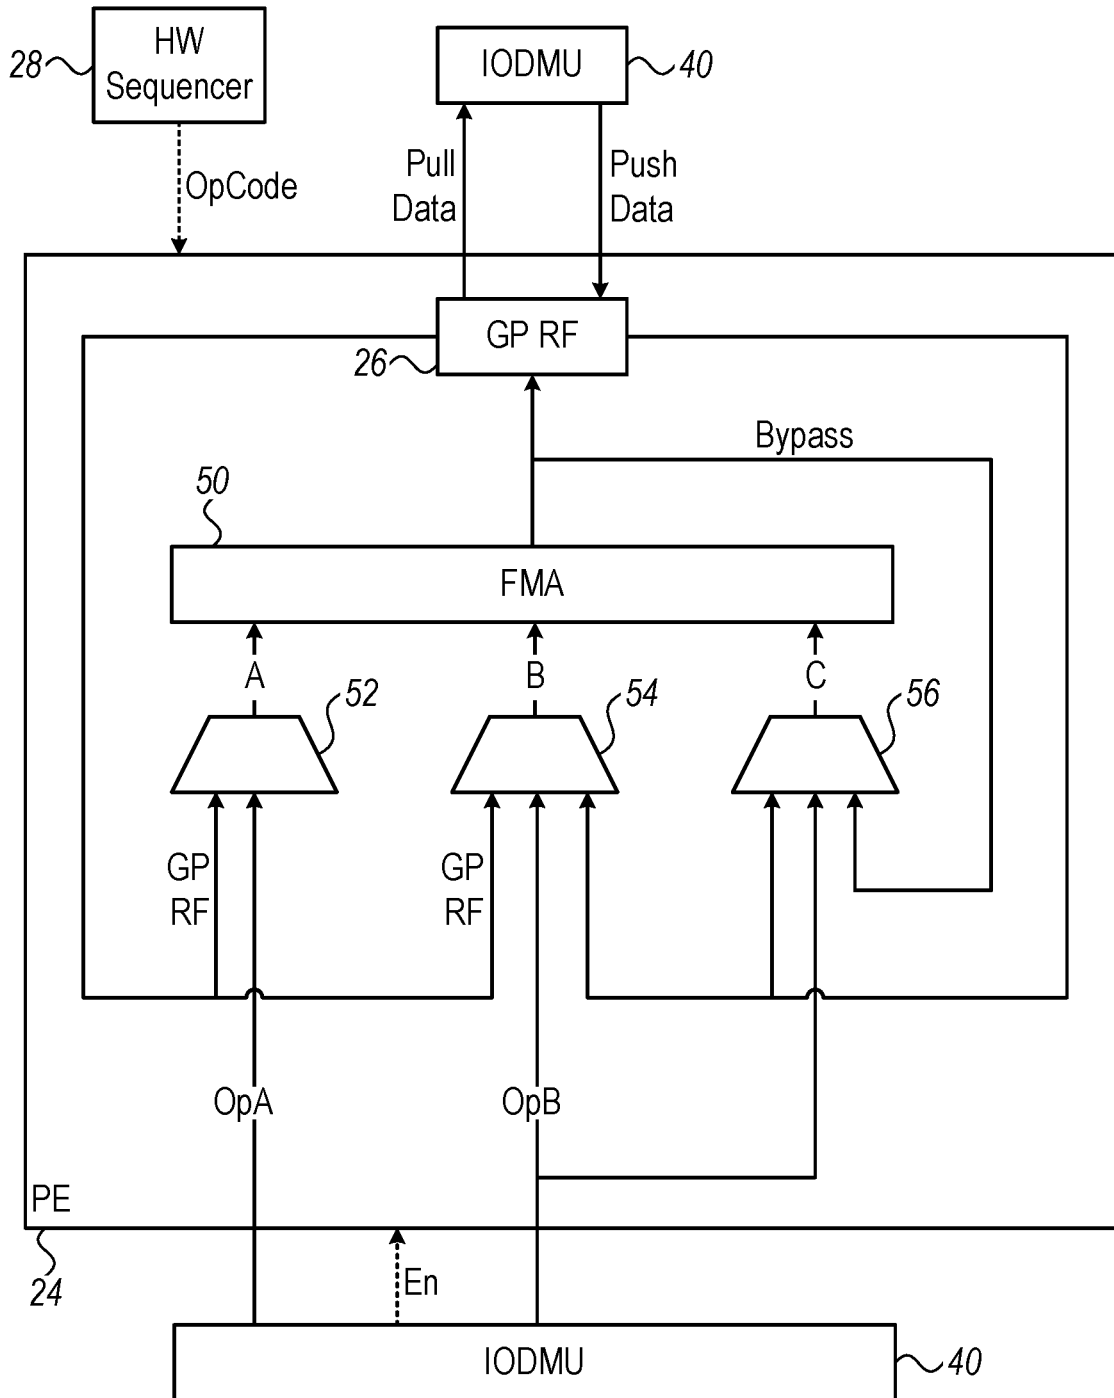 HW
Sequencer
28
IODMU
40
OpCode
Pull
Data
Push
Data
GP RF
26
Bypass
50
FMA
A
B
C
52
54
56
GP
RF
GP
RF
OpA
OpB
PE
24
En
IODMU
40